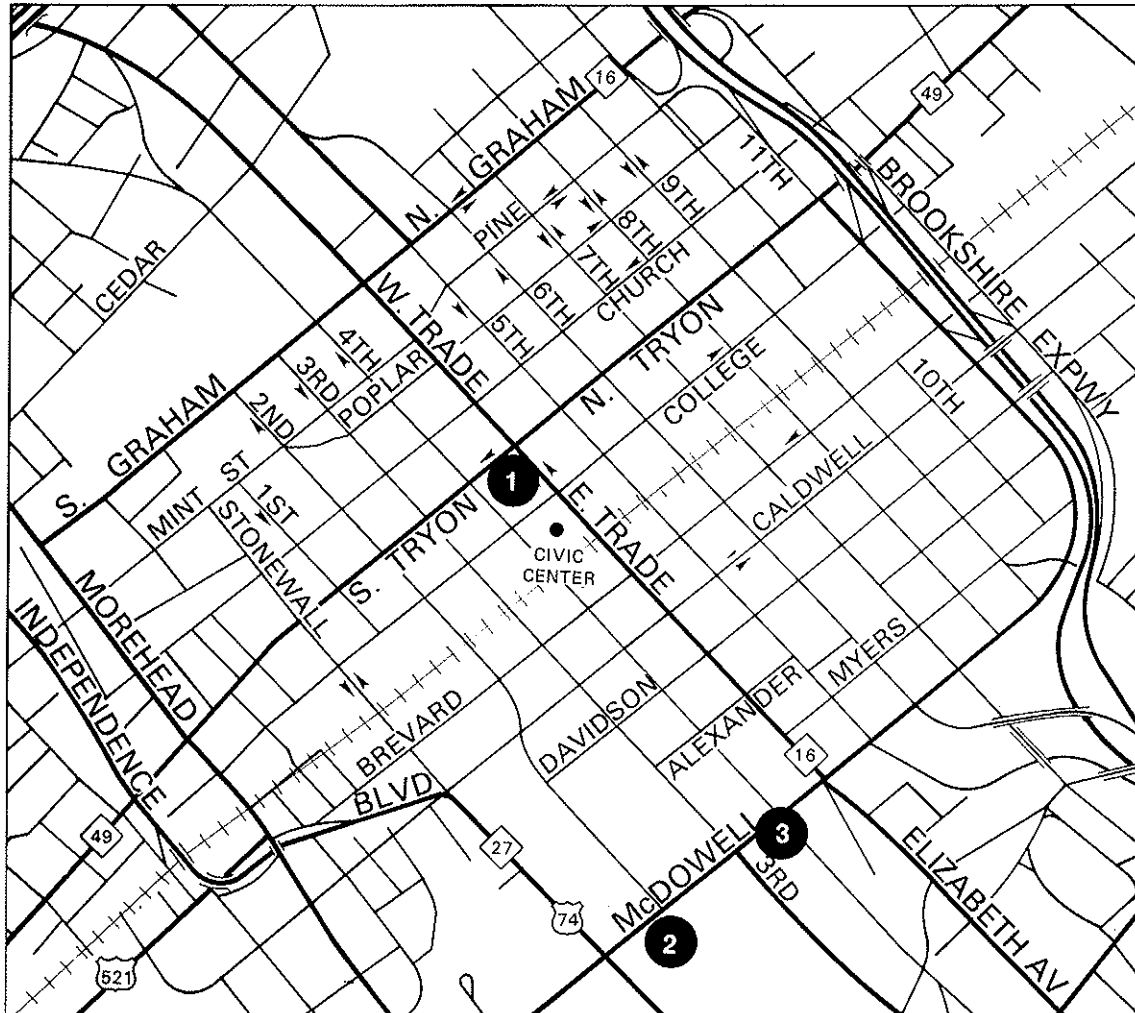 16
49
N. GRAHAM
11TH
BROOKSHIRE EXPWY
PINE
9TH
8TH
7TH
6TH
5TH
CHURCH
CEDAR
W. TRADE
4TH
3RD
2ND
POPLAR
N. TRYON
COLLEGE
10TH
S. GRAHAM
MINT ST
1ST
STONEWALL
S. TRYON
1
E. TRADE
CALDWELL
CIVIC
CENTER
MOREHEAD
INDEPENDENCE
BLVD
BREVARD
DAVIDSON
ALEXANDER
MYERS
16
49
27
74
521
McDOWELL
3
3RD
2
ELIZABETH AV